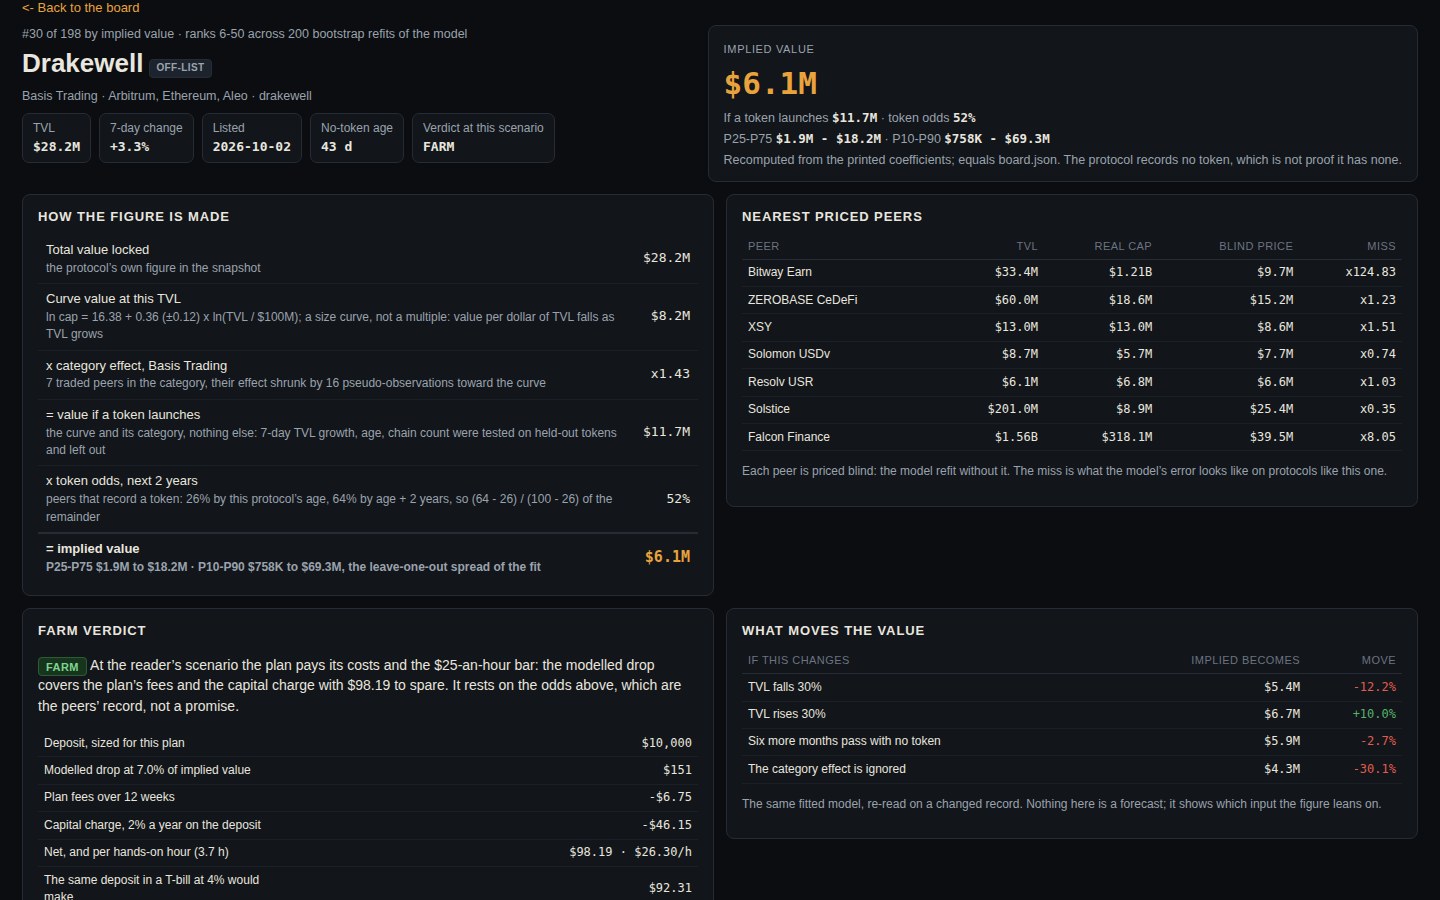 <- Back to the board
#30 of 198 by implied value · ranks 6-50 across 200 bootstrap refits of the model
Drakewell OFF-LIST
Basis Trading · Arbitrum, Ethereum, Aleo · drakewell
TVL
$28.2M
7-day change
+3.3%
Listed
2026-10-02
No-token age
43 d
Verdict at this scenario
FARM
IMPLIED VALUE
$6.1M
If a token launches $11.7M · token odds 52%
P25-P75 $1.9M - $18.2M · P10-P90 $758K - $69.3M
Recomputed from the printed coefficients; equals board.json. The protocol records no token, which is not proof it has none.
HOW THE FIGURE IS MADE
Total value locked
the protocol's own figure in the snapshot
$28.2M
Curve value at this TVL
ln cap = 16.38 + 0.36 (±0.12) x ln(TVL / $100M); a size curve, not a multiple: value per dollar of TVL falls as
TVL grows
$8.2M
x category effect, Basis Trading
7 traded peers in the category, their effect shrunk by 16 pseudo-observations toward the curve
x1.43
= value if a token launches
the curve and its category, nothing else: 7-day TVL growth, age, chain count were tested on held-out tokens
and left out
$11.7M
x token odds, next 2 years
peers that record a token: 26% by this protocol's age, 64% by age + 2 years, so (64 - 26) / (100 - 26) of the
remainder
52%
= implied value
P25-P75 $1.9M to $18.2M · P10-P90 $758K to $69.3M, the leave-one-out spread of the fit
$6.1M
NEAREST PRICED PEERS
PEER TVL REAL CAP BLIND PRICE MISS
Bitway Earn $33.4M $1.21B $9.7M x124.83
ZEROBASE CeDeFi $60.0M $18.6M $15.2M x1.23
XSY $13.0M $13.0M $8.6M x1.51
Solomon USDv $8.7M $5.7M $7.7M x0.74
Resolv USR $6.1M $6.8M $6.6M x1.03
Solstice $201.0M $8.9M $25.4M x0.35
Falcon Finance $1.56B $318.1M $39.5M x8.05
Each peer is priced blind: the model refit without it. The miss is what the model's error looks like on protocols like this one.
FARM VERDICT
FARM At the reader's scenario the plan pays its costs and the $25-an-hour bar: the modelled drop
covers the plan's fees and the capital charge with $98.19 to spare. It rests on the odds above, which are
the peers' record, not a promise.
Deposit, sized for this plan $10,000
Modelled drop at 7.0% of implied value $151
Plan fees over 12 weeks -$6.75
Capital charge, 2% a year on the deposit -$46.15
Net, and per hands-on hour (3.7 h) $98.19 · $26.30/h
The same deposit in a T-bill at 4% would
make
$92.31
WHAT MOVES THE VALUE
IF THIS CHANGES IMPLIED BECOMES MOVE
TVL falls 30% $5.4M -12.2%
TVL rises 30% $6.7M +10.0%
Six more months pass with no token $5.9M -2.7%
The category effect is ignored $4.3M -30.1%
The same fitted model, re-read on a changed record. Nothing here is a forecast; it shows which input the figure leans on.